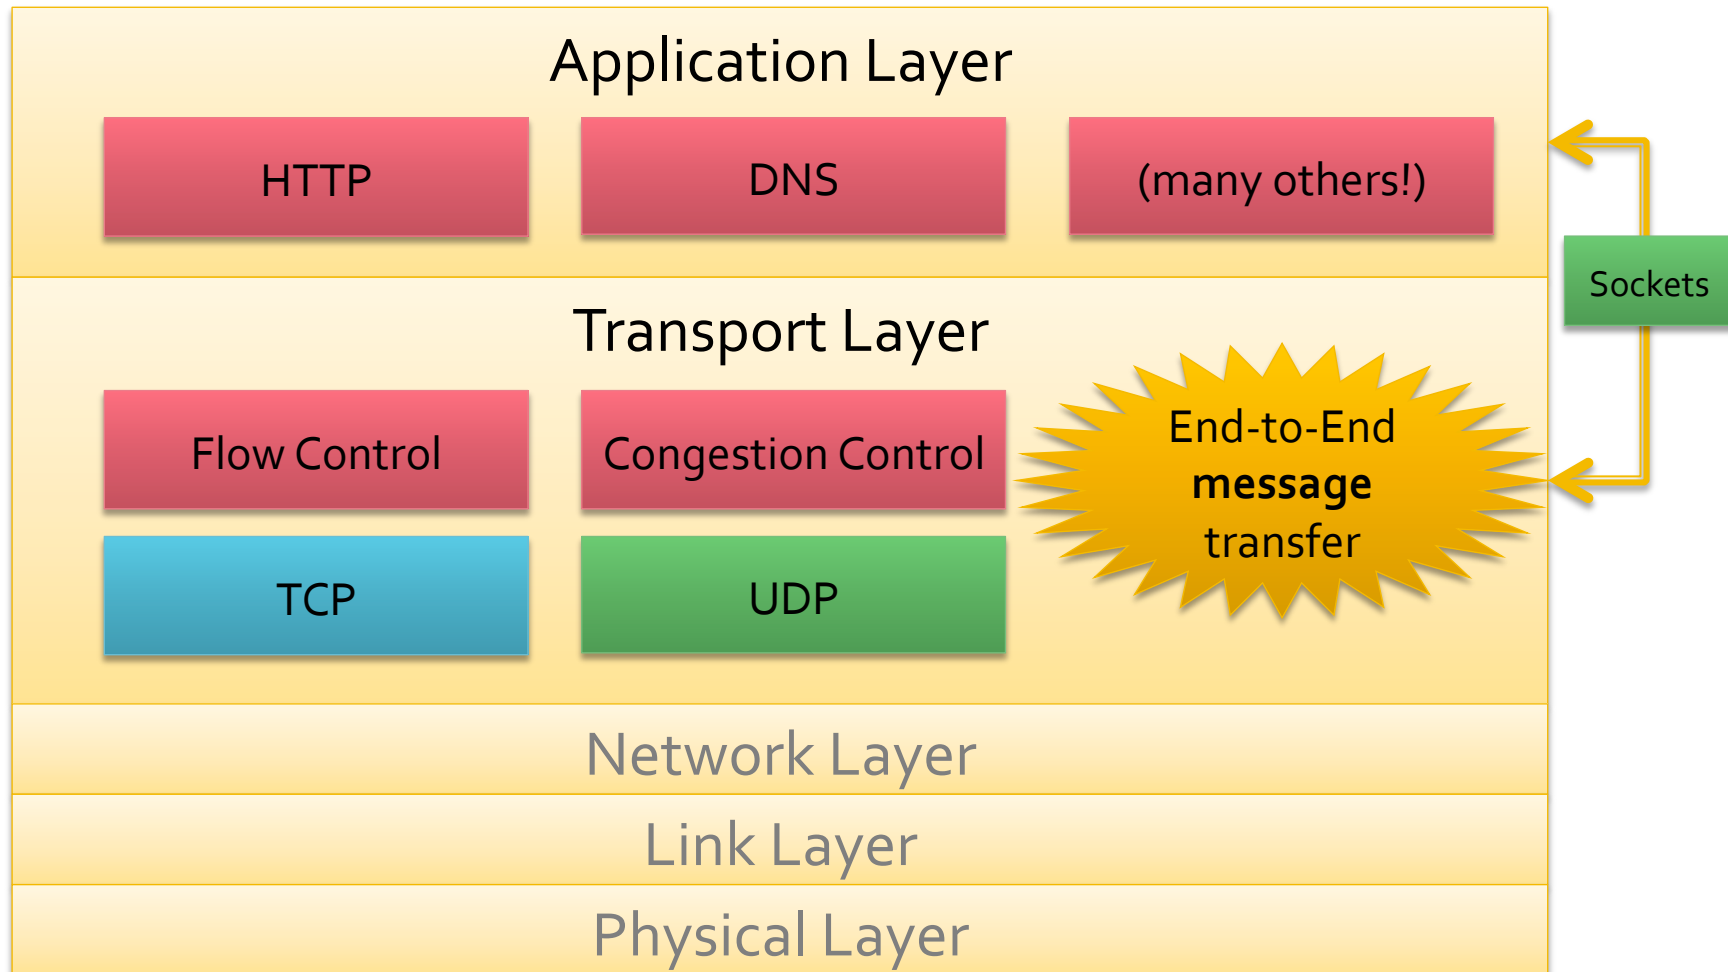 Application Layer
HTTP
DNS
(many others!)
Sockets
Transport Layer
Flow Control
Congestion Control
End-to-End
message
transfer
TCP
UDP
Network Layer
Link Layer
Physical Layer